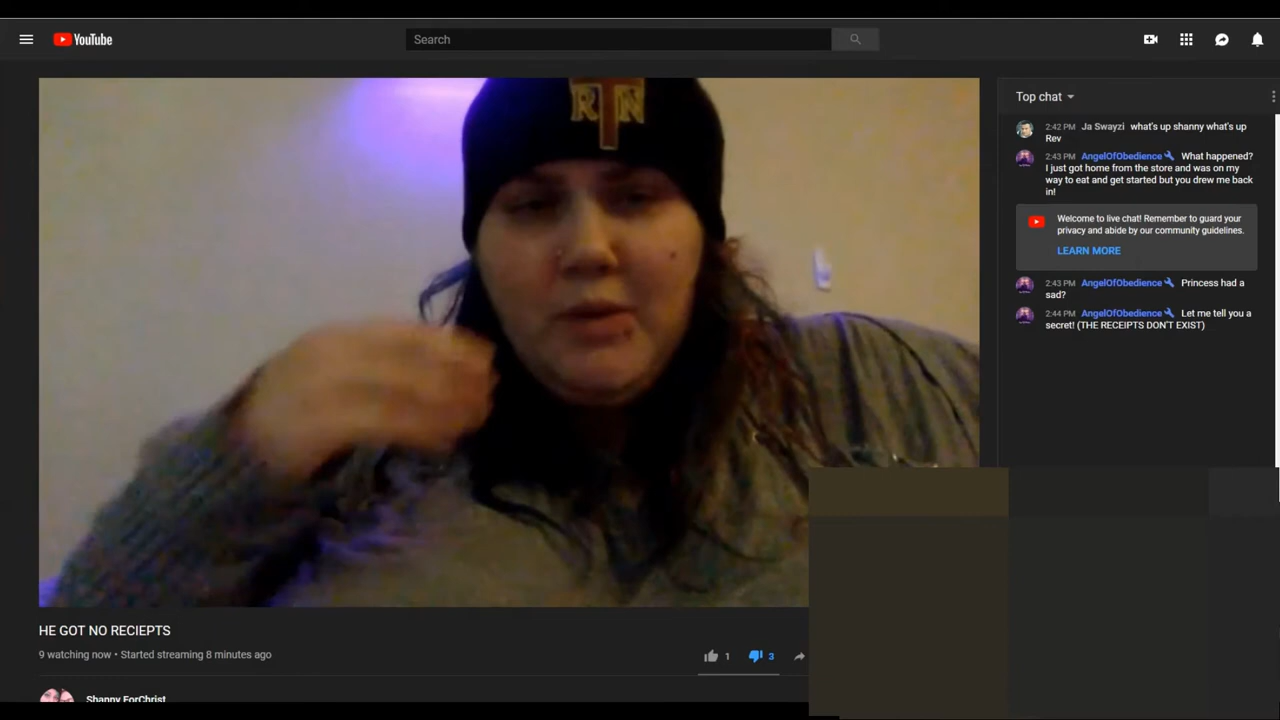 YouTube
Search
RTN
Top chat
2:42 PM Ja Swayzi what's up shanny what's up
Rev
2:43 PM AngelOfObedience What happened?
I just got home from the store and was on my
way to eat and get started but you drew me back
in!
Welcome to live chat! Remember to guard your
privacy and abide by our community guidelines.
LEARN MORE
2:43 PM AngelOfObedience Princess had a
sad?
2:44 PM AngelOfObedience Let me tell you a
secret! (THE RECEIPTS DON'T EXIST)
HE GOT NO RECIEPTS
9 watching now • Started streaming 8 minutes ago
1 3
Shanny ForChrist